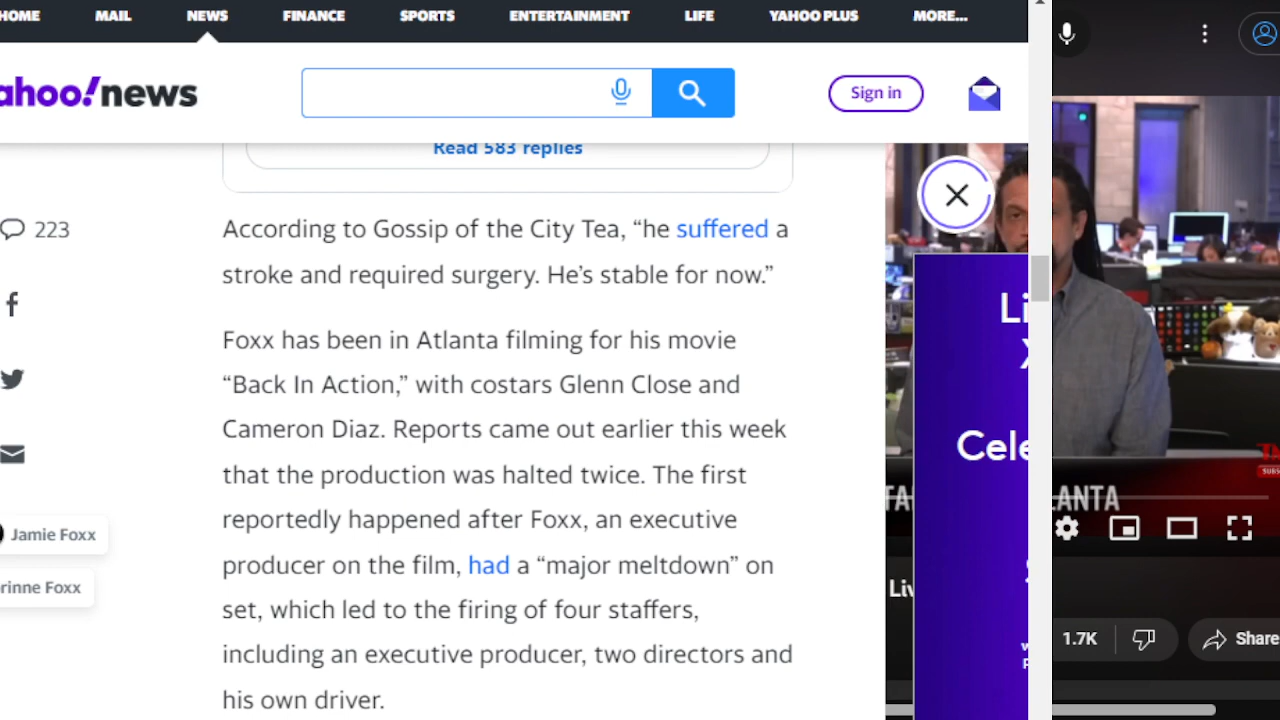 HOME MAIL NEWS FINANCE SPORTS ENTERTAINMENT LIFE YAHOO PLUS MORE...
ahoo!news
Sign in
Read 583 replies
223
According to Gossip of the City Tea, “he suffered a
stroke and required surgery. He’s stable for now.”
Foxx has been in Atlanta filming for his movie
“Back In Action,” with costars Glenn Close and
Cameron Diaz. Reports came out earlier this week
that the production was halted twice. The first
reportedly happened after Foxx, an executive
producer on the film, had a “major meltdown” on
set, which led to the firing of four staffers,
including an executive producer, two directors and
his own driver.
Jamie Foxx
rinne Foxx
Li
Cele
LANTA
Liv
1.7K
Share